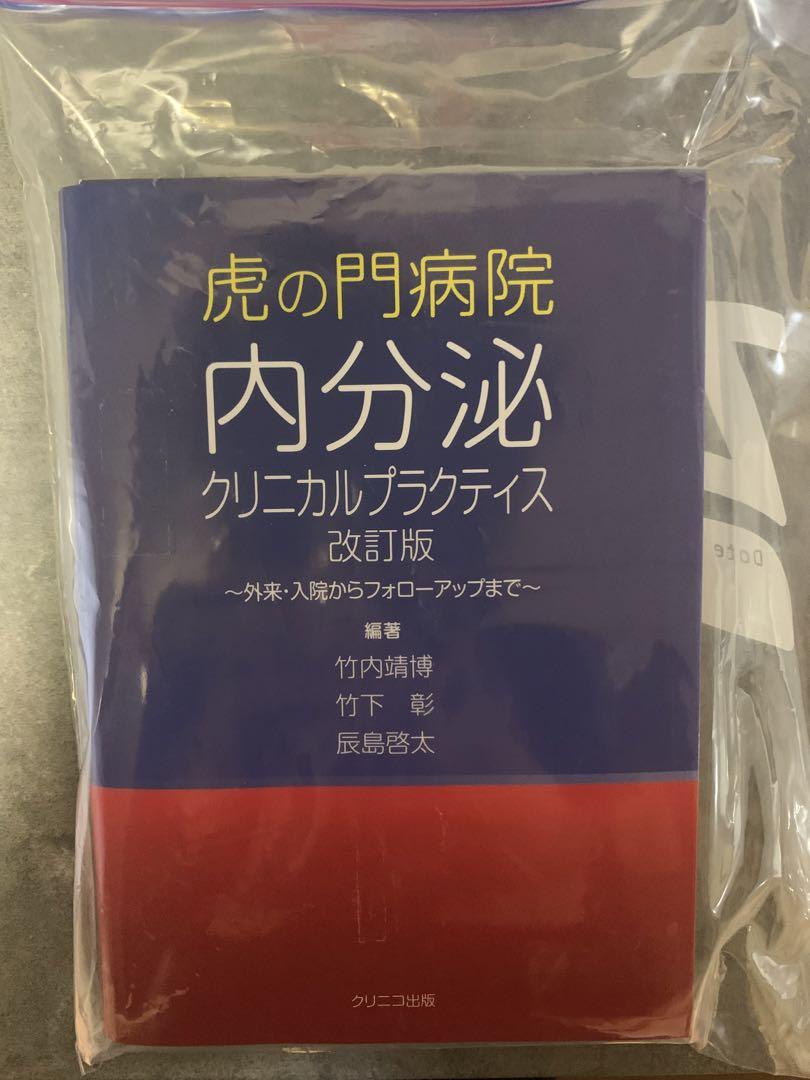 虎の門病院
内分泌
クリニカルプラクティス
改訂版
～外来・入院からフォローアップまで～
編著
竹内靖博
竹下 彰
辰島啓太
クリニコ出版
Date